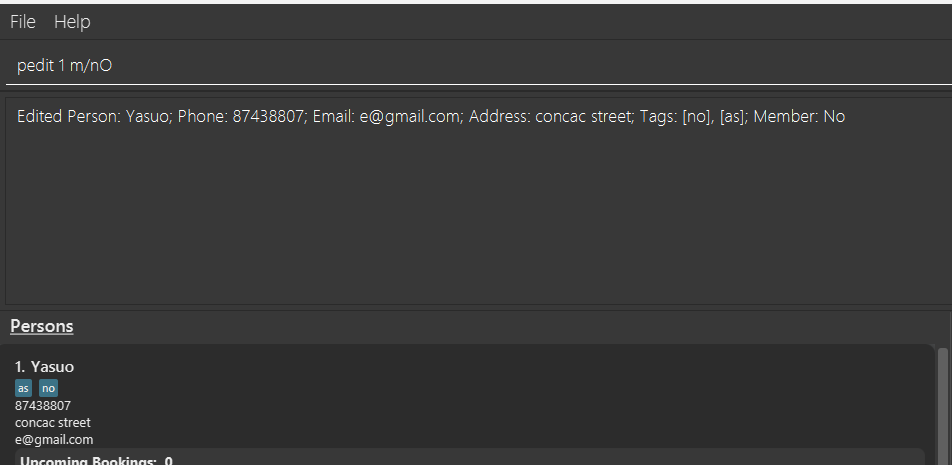 File Help
pedit 1 m/nO
Edited Person: Yasuo; Phone: 87438807; Email: e@gmail.com; Address: concac street; Tags: [no], [as]; Member: No
Persons
1. Yasuo
as no
87438807
concac street
e@gmail.com
Upcoming Bookings: 0